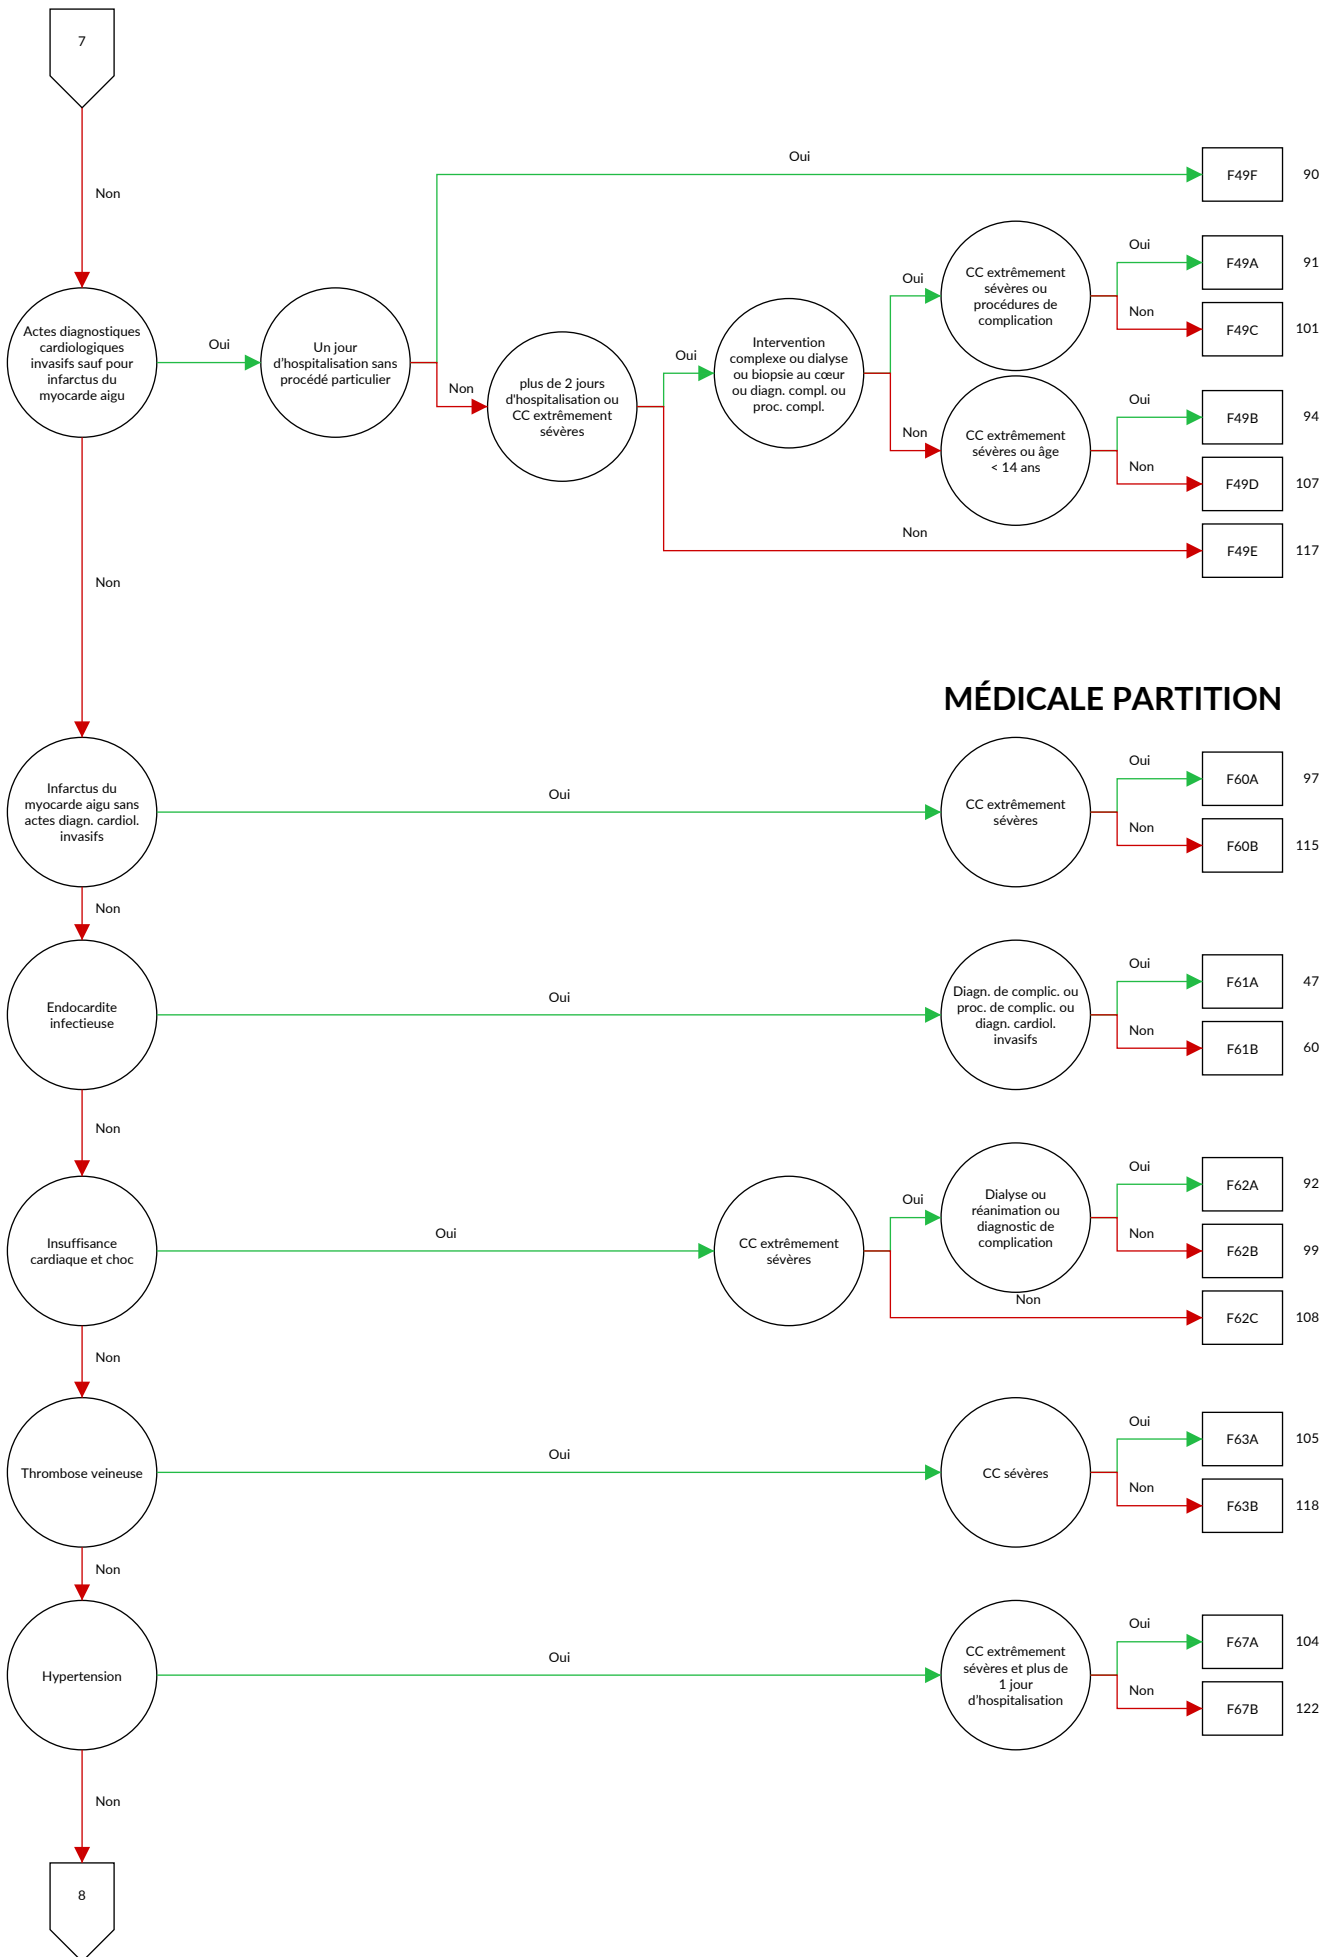 7
Non
Oui
F49F
90
Actes diagnostiques
cardiologiques
invasifs sauf pour
infarctus du
myocarde aigu
Oui
Un jour
d'hospitalisation sans
procédé particulier
Non
plus de 2 jours
d'hospitalisation ou
CC extrêmement
sévères
Oui
Intervention
complexe ou dialyse
ou biopsie au cœur
ou diagn. compl. ou
proc. compl.
Oui
CC extrêmement
sévères ou
procédures de
complication
Oui
F49A
91
Non
F49C
101
Non
CC extrêmement
sévères ou âge
< 14 ans
Oui
F49B
94
Non
F49D
107
Non
F49E
117
Non
MÉDICALE PARTITION
Infarctus du
myocarde aigu sans
actes diagn. cardiol.
invasifs
Oui
CC extrêmement
sévères
Oui
F60A
97
Non
F60B
115
Non
Endocardite
infectieuse
Oui
Diagn. de complic. ou
proc. de complic. ou
diagn. cardiol.
invasifs
Oui
F61A
47
Non
F61B
60
Non
Insuffisance
cardiaque et choc
Oui
CC extrêmement
sévères
Oui
Dialyse ou
réanimation ou
diagnostic de
complication
Oui
F62A
92
Non
F62B
99
Non
F62C
108
Non
Thrombose veineuse
Oui
CC sévères
Oui
F63A
105
Non
F63B
118
Non
Hypertension
Oui
CC extrêmement
sévères et plus de
1 jour
d'hospitalisation
Oui
F67A
104
Non
F67B
122
Non
8